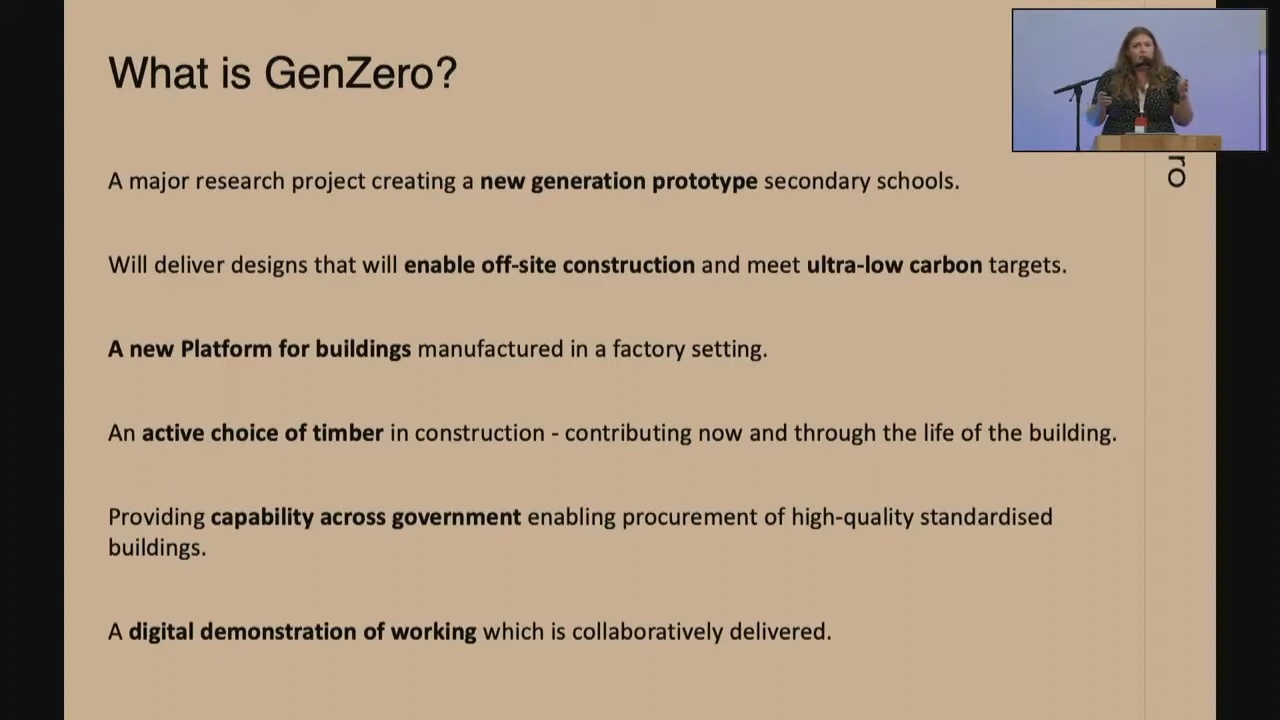 What is GenZero?
A major research project creating a new generation prototype secondary schools.
Will deliver designs that will enable off-site construction and meet ultra-low carbon targets.
A new Platform for buildings manufactured in a factory setting.
An active choice of timber in construction - contributing now and through the life of the building.
Providing capability across government enabling procurement of high-quality standardised
buildings.
A digital demonstration of working which is collaboratively delivered.
ro